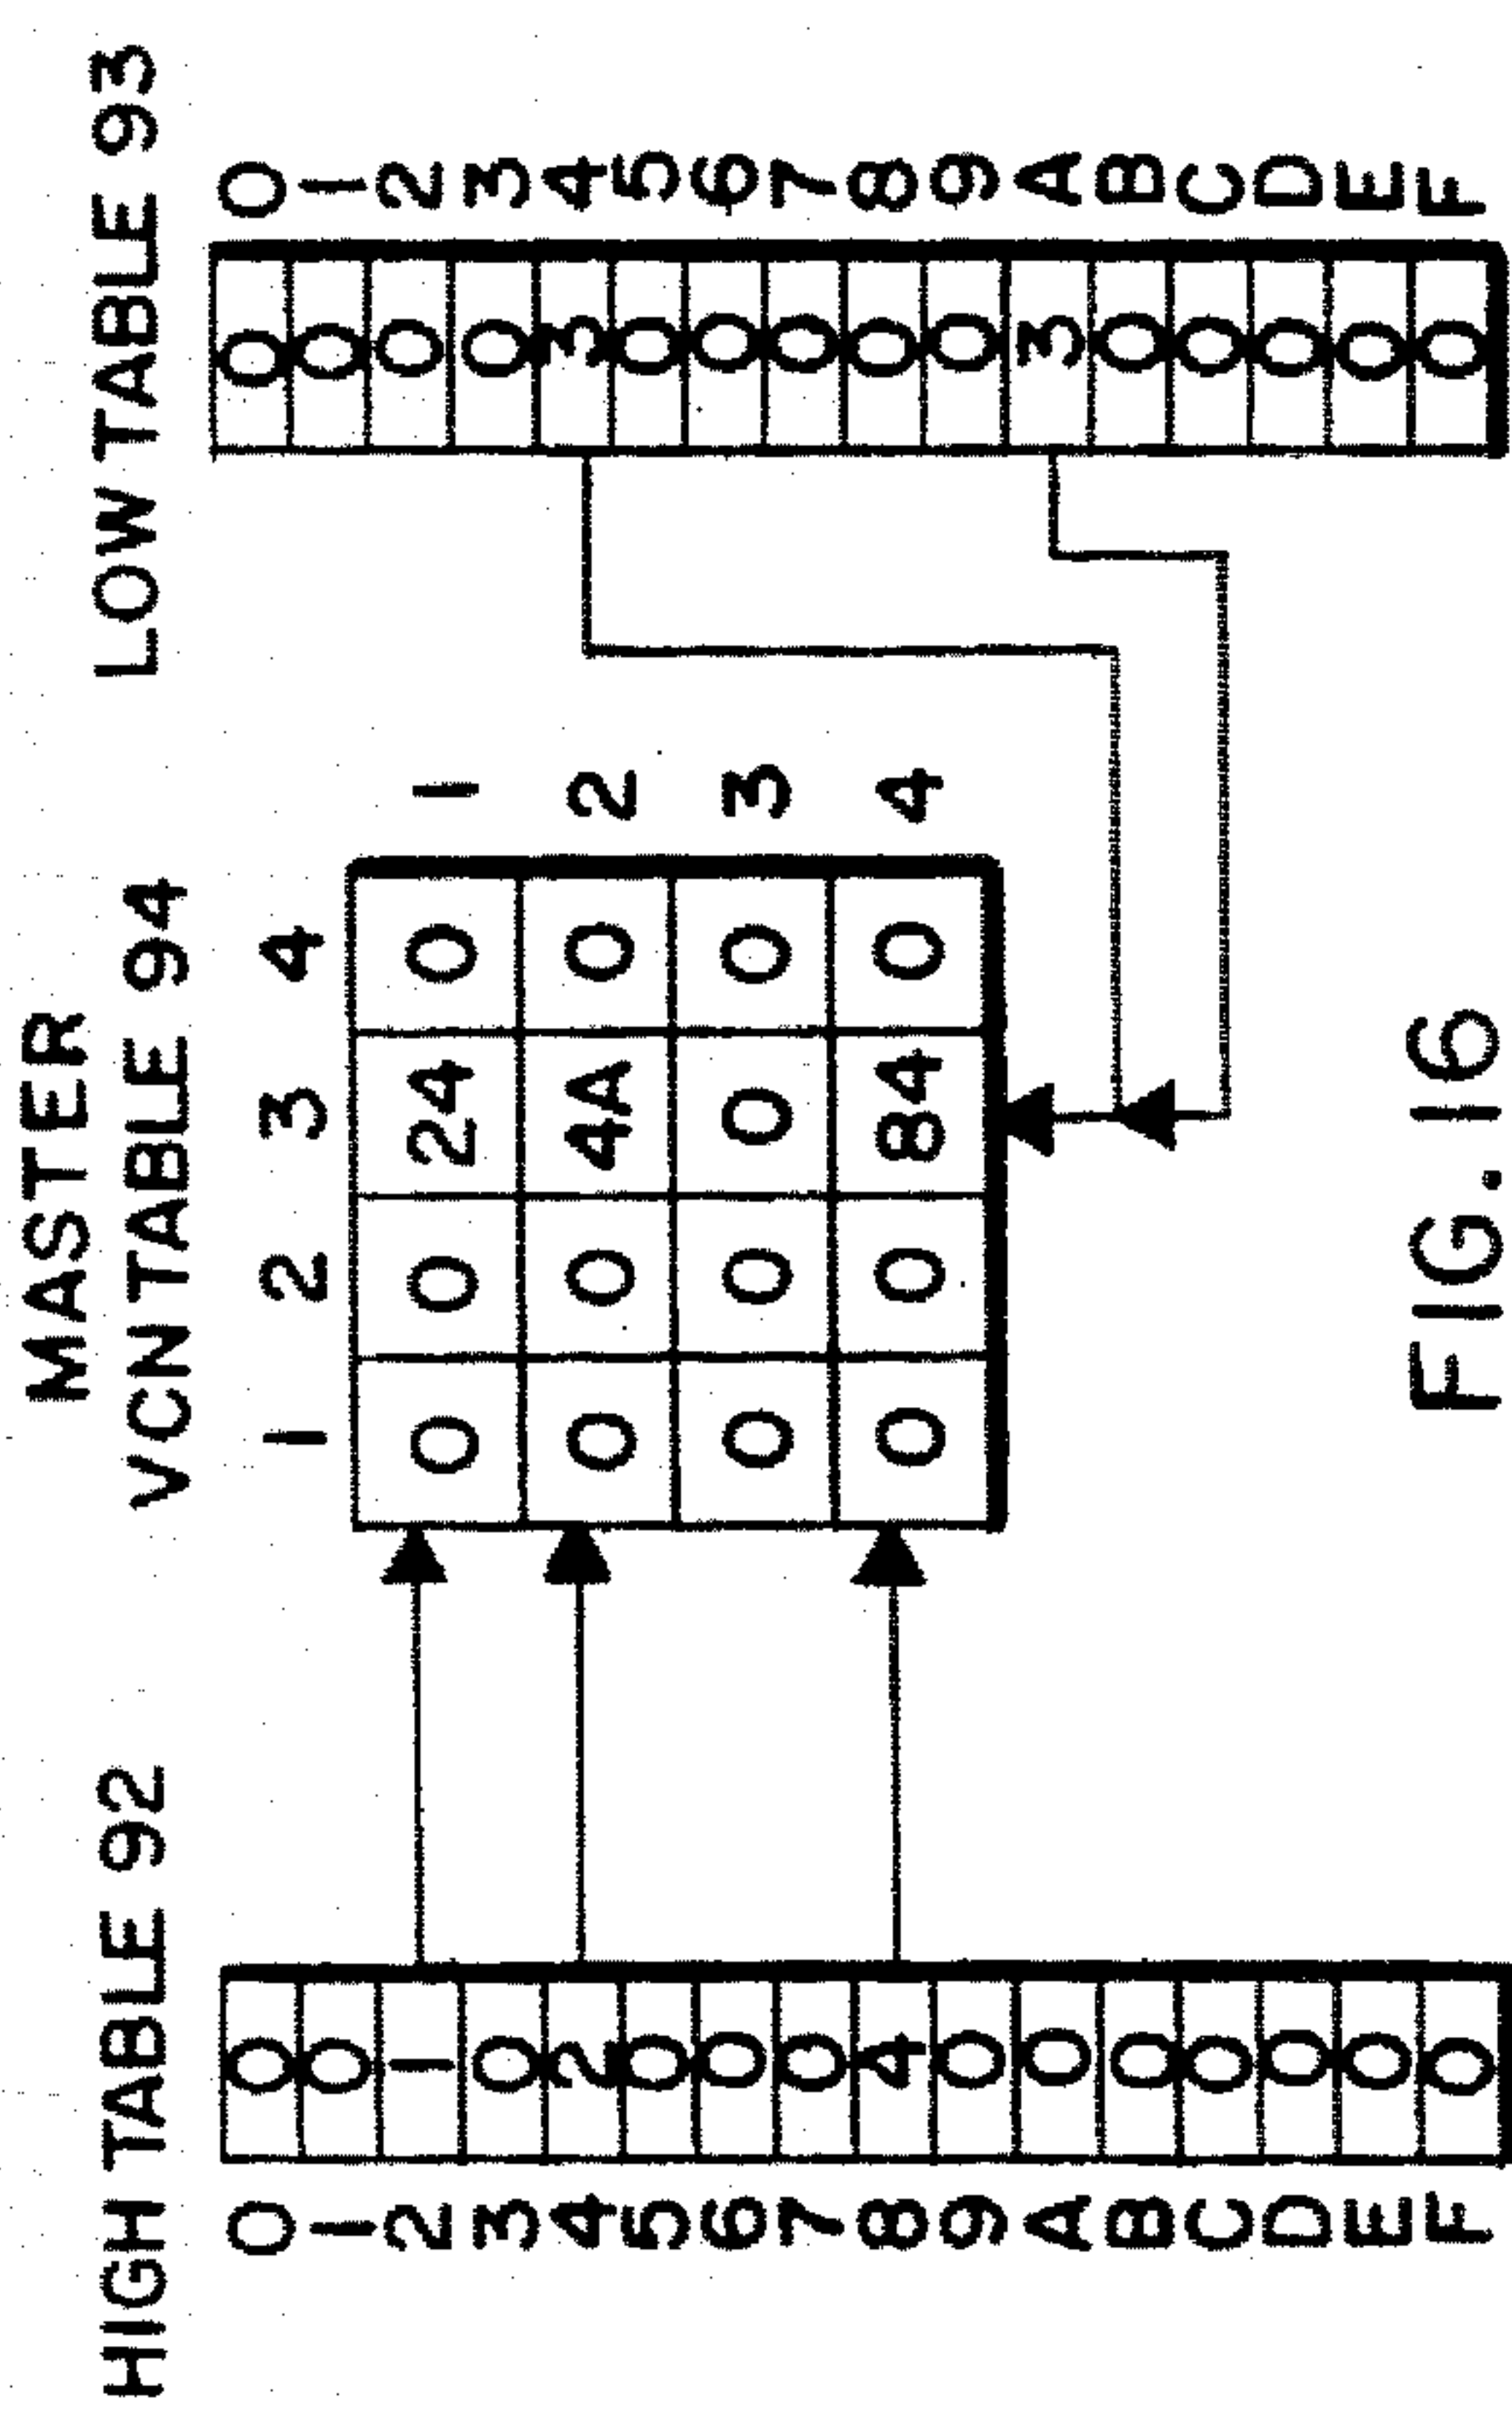 MASTER
HIGH TABLE 92
VCN TABLE 94
LOW TABLE 93
0 0
1 0
2 1
3 0
4 2
5 0
6 0
7 0
8 4
9 0
A 0
B 0
C 0
D 0
E 0
F 0
1 2 3 4
0 0 24 0 1
0 0 4A 0 2
0 0 0 0 3
0 0 84 0 4
0 0
0 1
0 2
0 3
3 4
0 5
0 6
0 7
0 8
0 9
3 A
0 B
0 C
0 D
0 E
0 F
FIG. 16